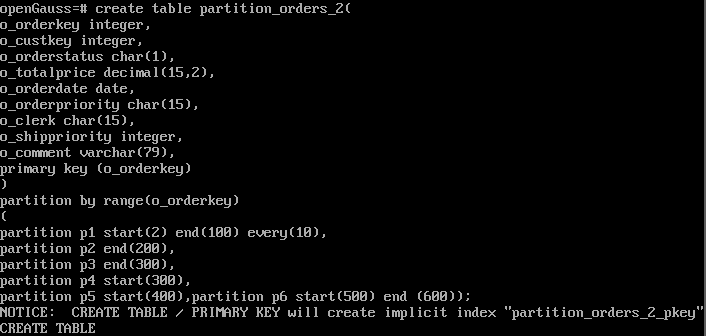 openGauss=# create table partition_orders_2(
o_orderkey integer,
o_custkey integer,
o_orderstatus char(1),
o_totalprice decimal(15,2),
o_orderdate date,
o_orderpriority char(15),
o_clerk char(15),
o_shippriority integer,
o_comment varchar(79),
primary key (o_orderkey)
)
partition by range(o_orderkey)
(
partition p1 start(2) end(100) every(10),
partition p2 end(200),
partition p3 end(300),
partition p4 start(300),
partition p5 start(400),partition p6 start(500) end (600));
NOTICE:  CREATE TABLE / PRIMARY KEY will create implicit index "partition_orders_2_pkey"
CREATE TABLE